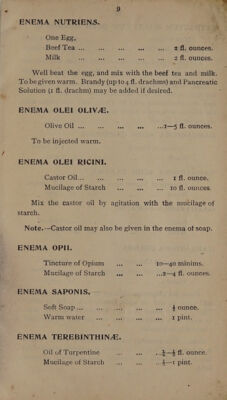 9
ENEMA NUTRIENS.
One Egg,
Beef Tea ... ... ... ... ... 2 fl. ounces.
Milk ... ... ... ... 2 fl. ounces.
Well beat the egg, and mix with the beef tea and milk.
To be given warm. Brandy (up to 4 fl. drachms) and Pancreatic
Solution (1 fl. drachm) may be added if desired.
ENEMA OLEI OLIVÆ.
Olive Oil ... ... ... ... ...1—5 fl. ounces.
To be injected warm.
ENEMA OLEI RICINI.
Castor Oil... ... ... ... 1 fl. ounce.
Mucilage of Starch ... ... ... 10 fl. ounces.
Mix the castor oil by agitation with the mucilage of
starch.
Note.—Castor oil may also be given in the enema of soap.
ENEMA OPII.
Tincture of Opium ... ... 10—40 minims.
Mucilage of Starch ... ... ...2—4 fl. ounces.
ENEMA SAPONIS.
Soft Soap ... ... ... ... ... ½ ounce.
Warm water ... ... ... ... 1 pint.
ENEMA TEREBINTHINÆ.
Oil of Turpentine ... ... ... fl. ounce.
Mucilage of Starch ... ... ½—1 pint.